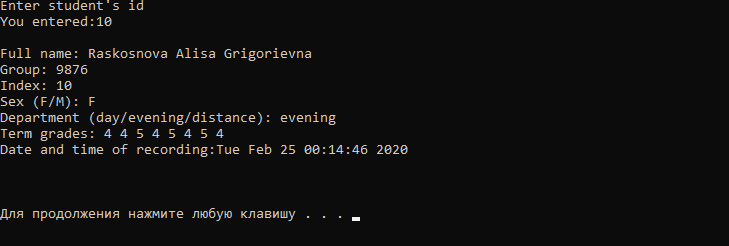 Enter student's id
You entered:10
Full name: Raskosnova Alisa Grigorievna
Group: 9876
Index: 10
Sex (F/M): F
Department (day/evening/distance): evening
Term grades: 4 4 5 4 5 4 5 4
Date and time of recording:Tue Feb 25 00:14:46 2020
Для продолжения нажмите любую клавишу . . .